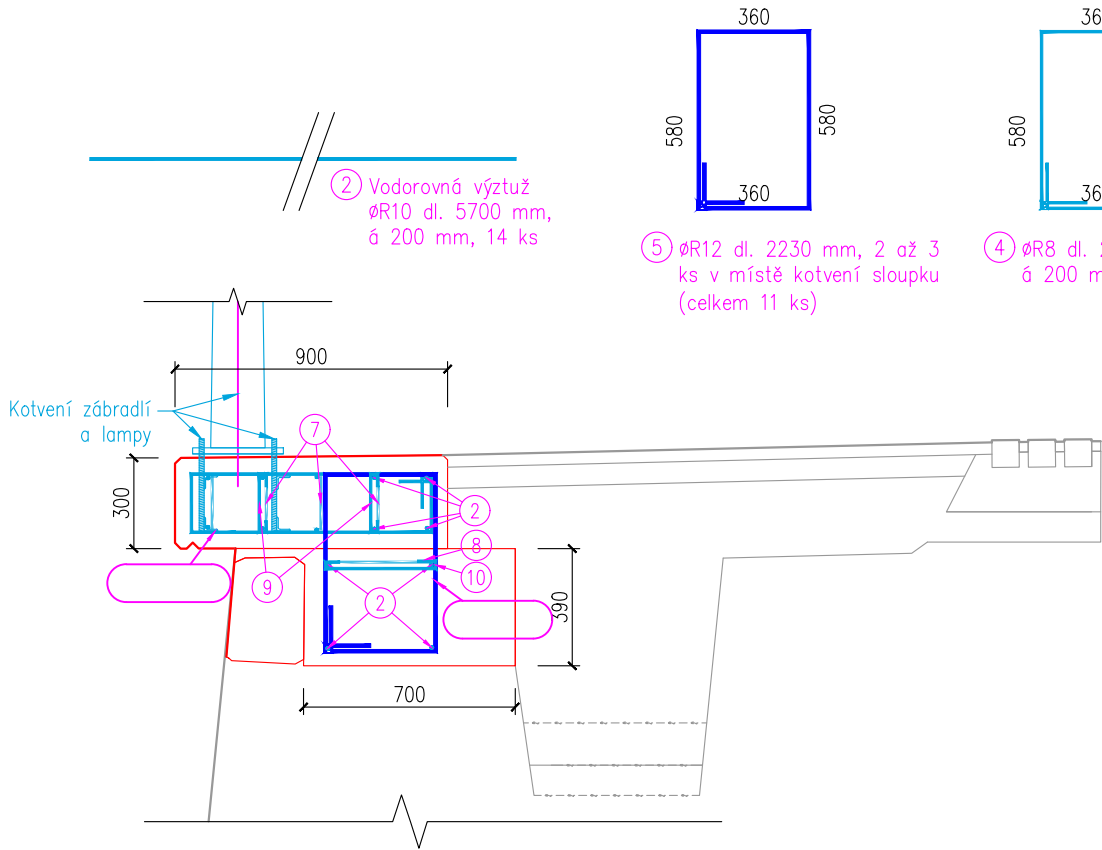 360
36
580
580
580
360
36
2 Vodorovná výztuž
øR10 dl. 5700 mm,
á 200 mm, 14 ks
5 øR12 dl. 2230 mm, 2 až 3
ks v místě kotvení sloupku
(celkem 11 ks)
4 øR8 dl.
á 200 m
900
Kotvení zábradlí
a lampy
7
300
2
8
9
10
2
390
700